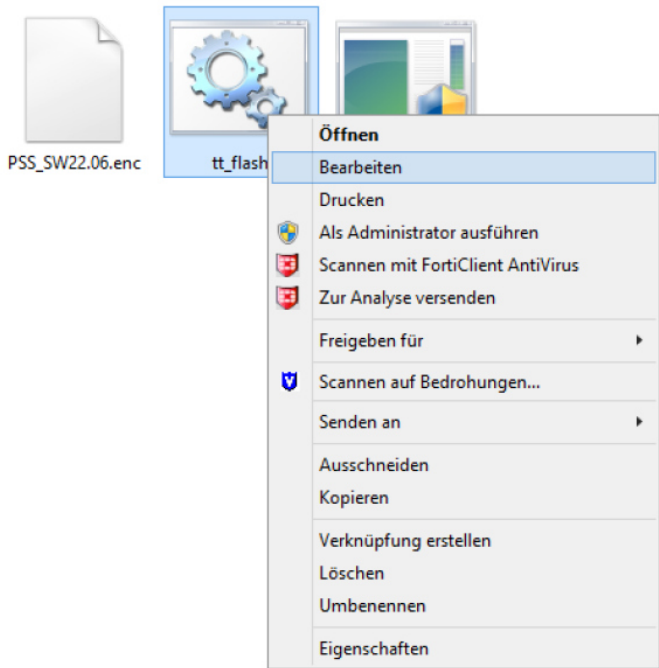 PSS_SW22.06.enc
tt_flash
Öffnen
Bearbeiten
Drucken
Als Administrator ausführen
Scannen mit FortiClient AntiVirus
Zur Analyse versenden
Freigeben für
Scannen auf Bedrohungen...
Senden an
Ausschneiden
Kopieren
Verknüpfung erstellen
Löschen
Umbenennen
Eigenschaften